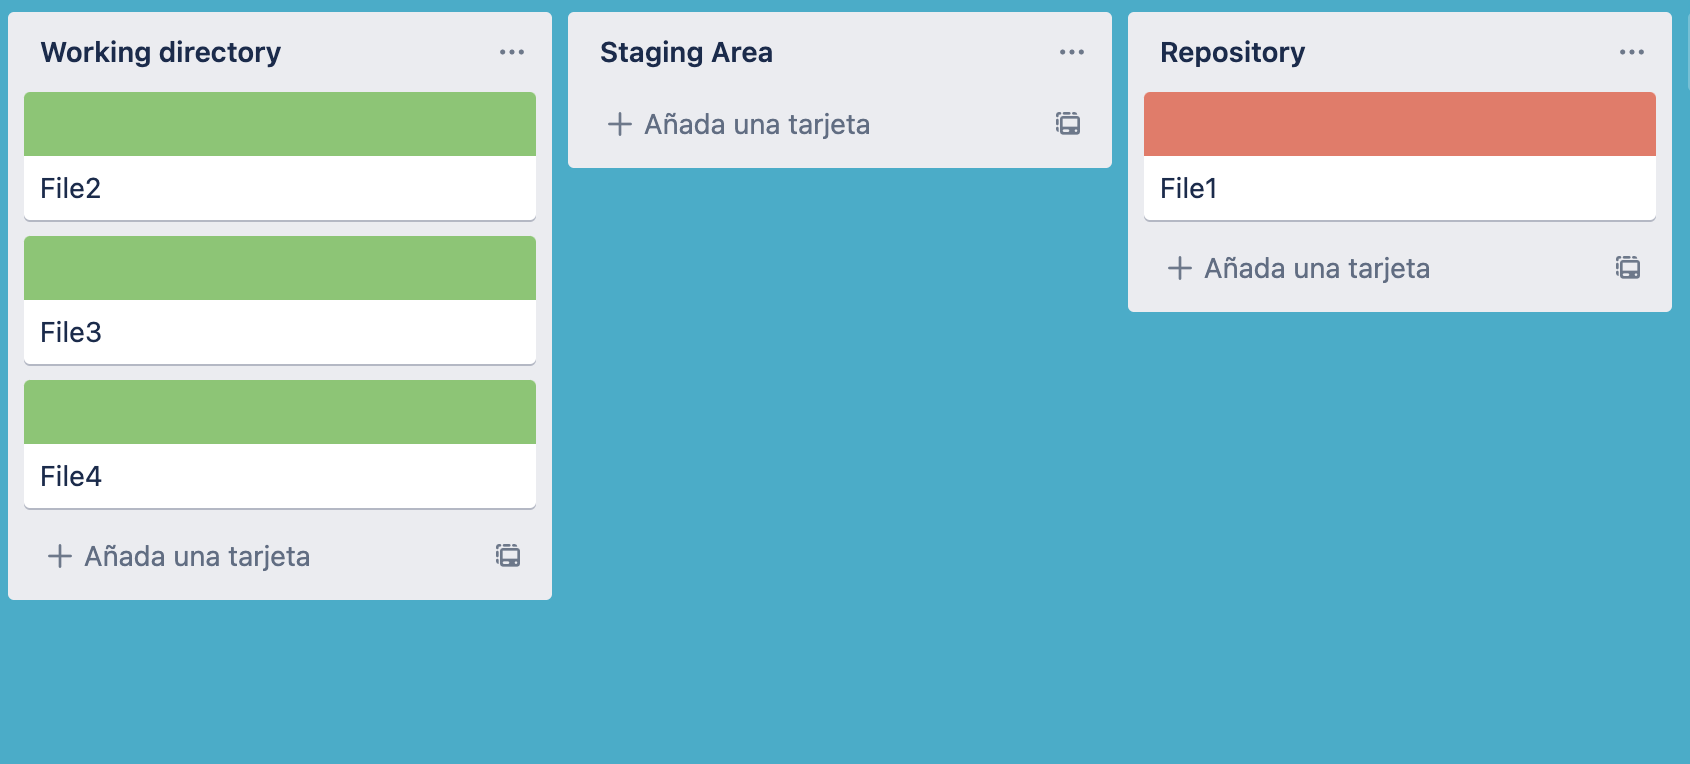 Working directory
File2
File3
File4
Añada una tarjeta
Staging Area
Añada una tarjeta
Repository
File1
Añada una tarjeta